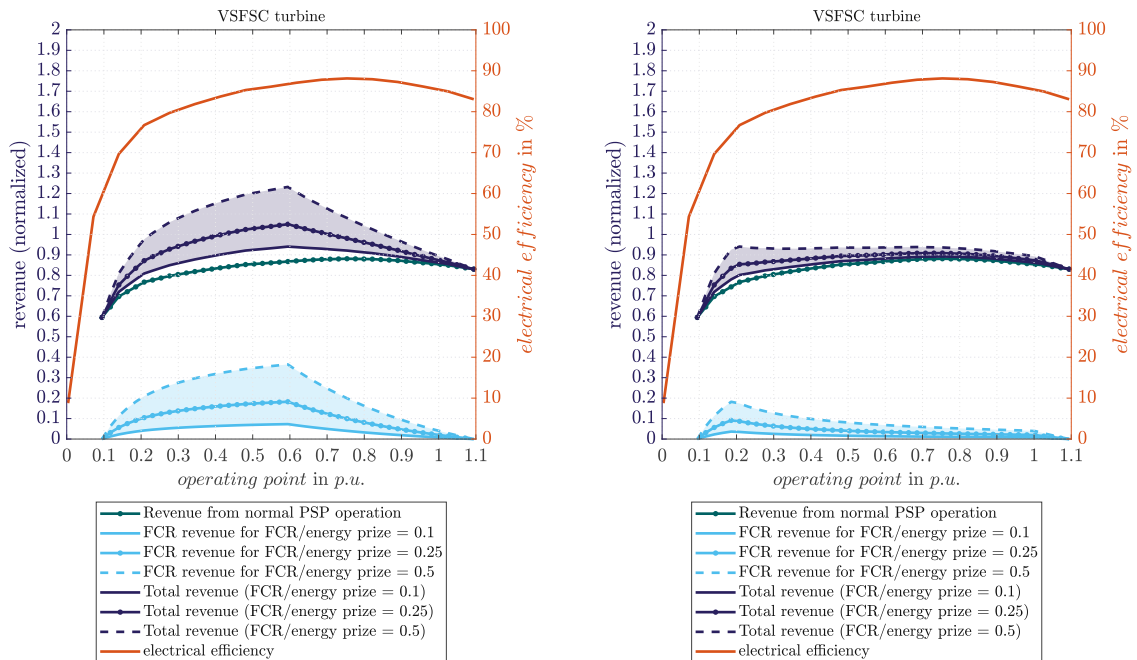 VSFSC turbine
2
1.9
1.8
1.7
1.6
1.5
1.4
1.3
1.2
1.1
1
0.9
0.8
0.7
0.6
0.5
0.4
0.3
0.2
0.1
0
revenue (normalized)
100
90
80
70
60
50
40
30
20
10
0
electrical efficiency in %
0 0.1 0.2 0.3 0.4 0.5 0.6 0.7 0.8 0.9 1 1.1
operating point in p.u.
Revenue from normal PSP operation
FCR revenue for FCR/energy prize = 0.1
FCR revenue for FCR/energy prize = 0.25
FCR revenue for FCR/energy prize = 0.5
Total revenue (FCR/energy prize = 0.1)
Total revenue (FCR/energy prize = 0.25)
Total revenue (FCR/energy prize = 0.5)
electrical efficiency
VSFSC turbine
2
1.9
1.8
1.7
1.6
1.5
1.4
1.3
1.2
1.1
1
0.9
0.8
0.7
0.6
0.5
0.4
0.3
0.2
0.1
0
revenue (normalized)
100
90
80
70
60
50
40
30
20
10
0
electrical efficiency in %
0 0.1 0.2 0.3 0.4 0.5 0.6 0.7 0.8 0.9 1 1.1
operating point in p.u.
Revenue from normal PSP operation
FCR revenue for FCR/energy prize = 0.1
FCR revenue for FCR/energy prize = 0.25
FCR revenue for FCR/energy prize = 0.5
Total revenue (FCR/energy prize = 0.1)
Total revenue (FCR/energy prize = 0.25)
Total revenue (FCR/energy prize = 0.5)
electrical efficiency